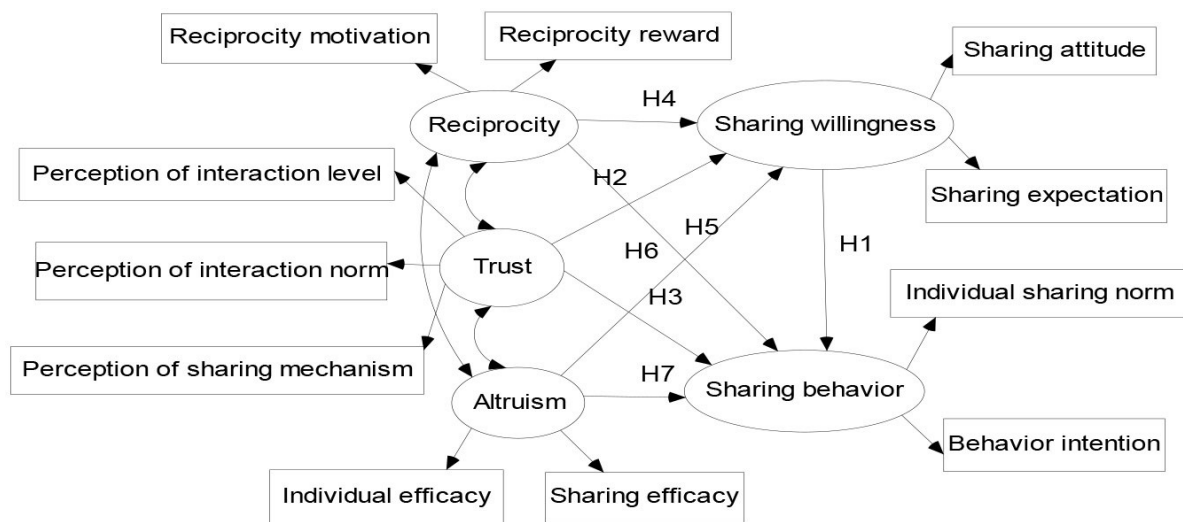 Reciprocity motivation
Reciprocity reward
Sharing attitude
H4
Reciprocity
Sharing willingness
Perception of interaction level
H2
Sharing expectation
H5
H6
H1
Trust
Perception of interaction norm
H3
Individual sharing norm
Perception of sharing mechanism
H7
Sharing behavior
Altruism
Behavior intention
Individual efficacy
Sharing efficacy